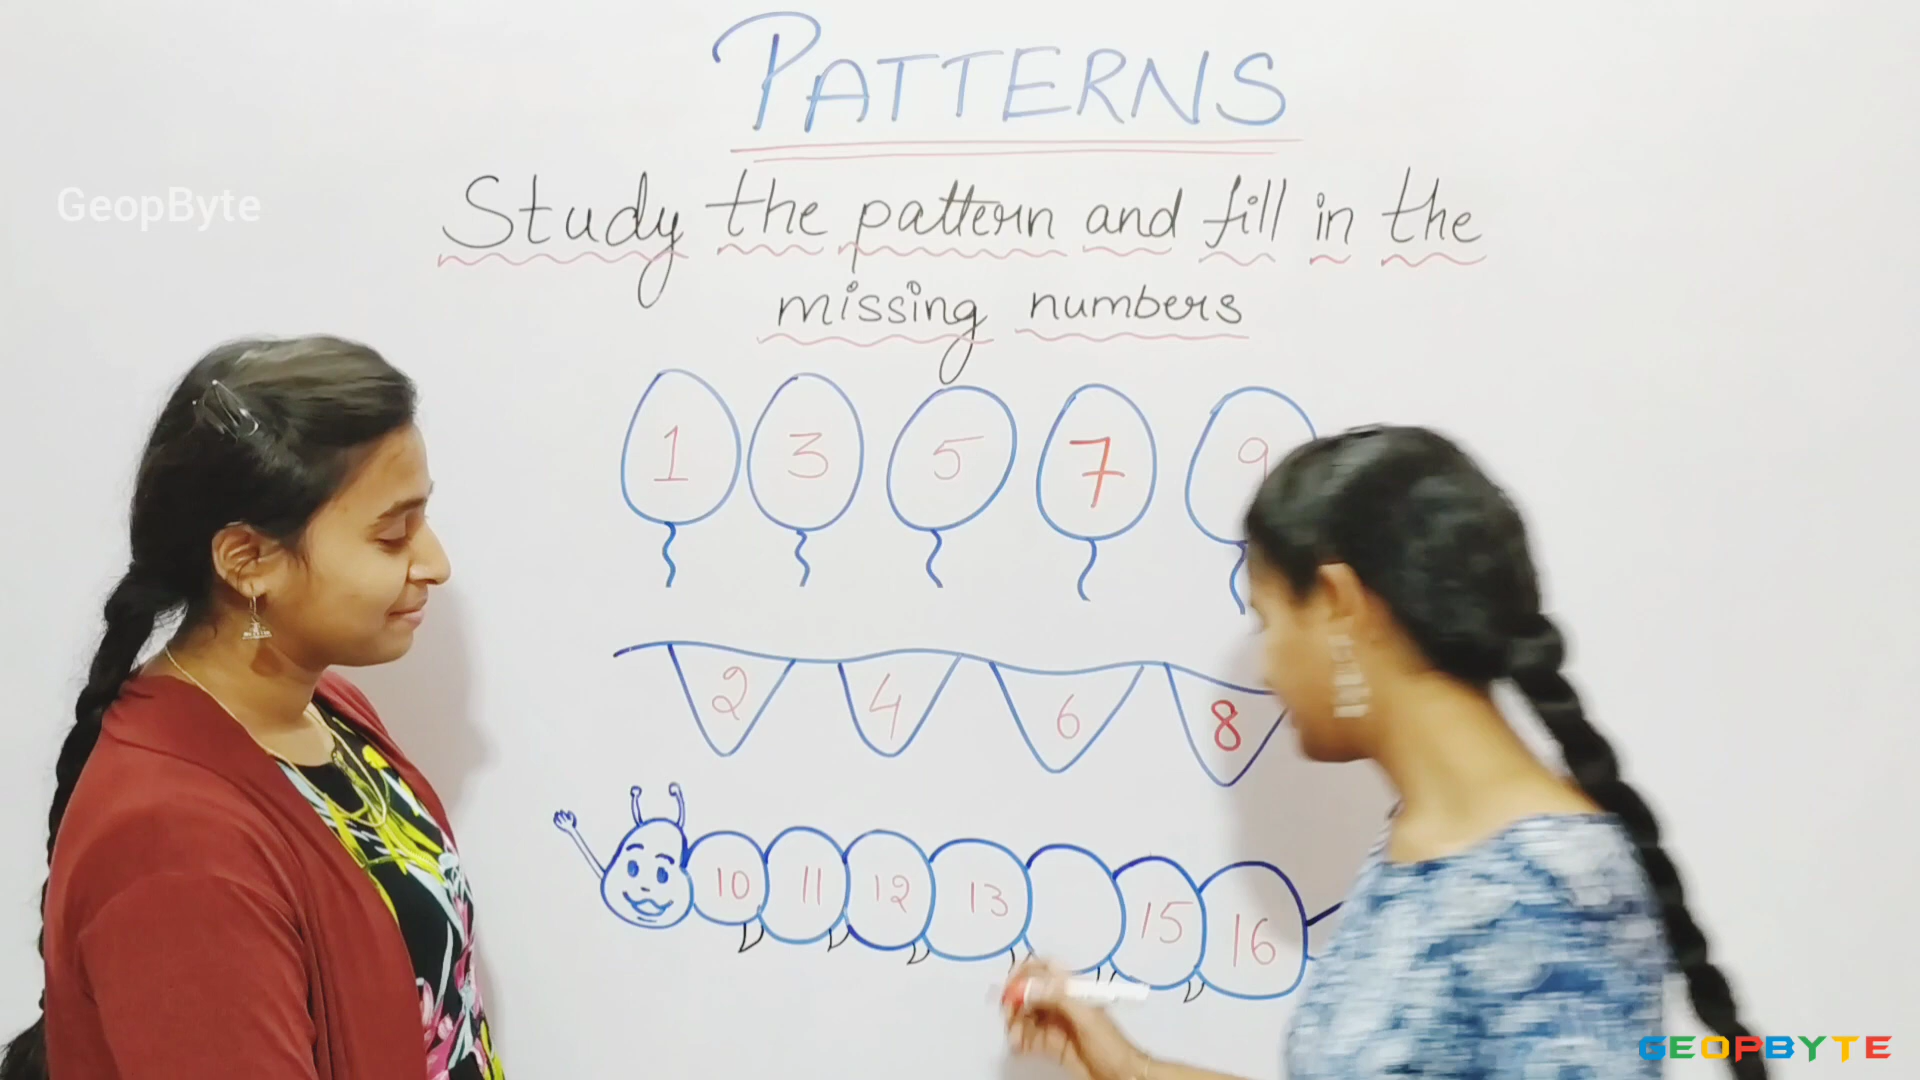 PATTERNS
GeopByte
Study the pattern and fill in the
missing numbers
1 3 5 7 9
2 4 6 8
10 11 12 13 15 16
GEOPBYTE